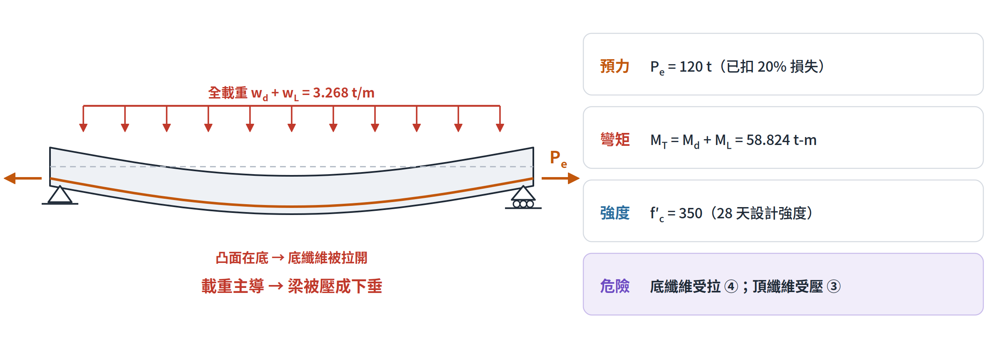 全載重 w_d + w_L = 3.268 t/m
P_e
凸面在底 → 底纖維被拉開
載重主導 → 梁被壓成下垂
預力 P_e = 120 t（已扣 20% 損失）
彎矩 M_T = M_d + M_L = 58.824 t-m
強度 f′_c = 350（28 天設計強度）
危險 底纖維受拉 ④；頂纖維受壓 ③